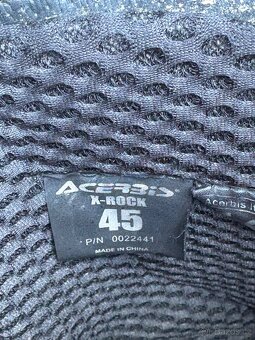 ACERBIS
X-ROCK
45
P/N 0022441
MADE IN CHINA
Acerbis